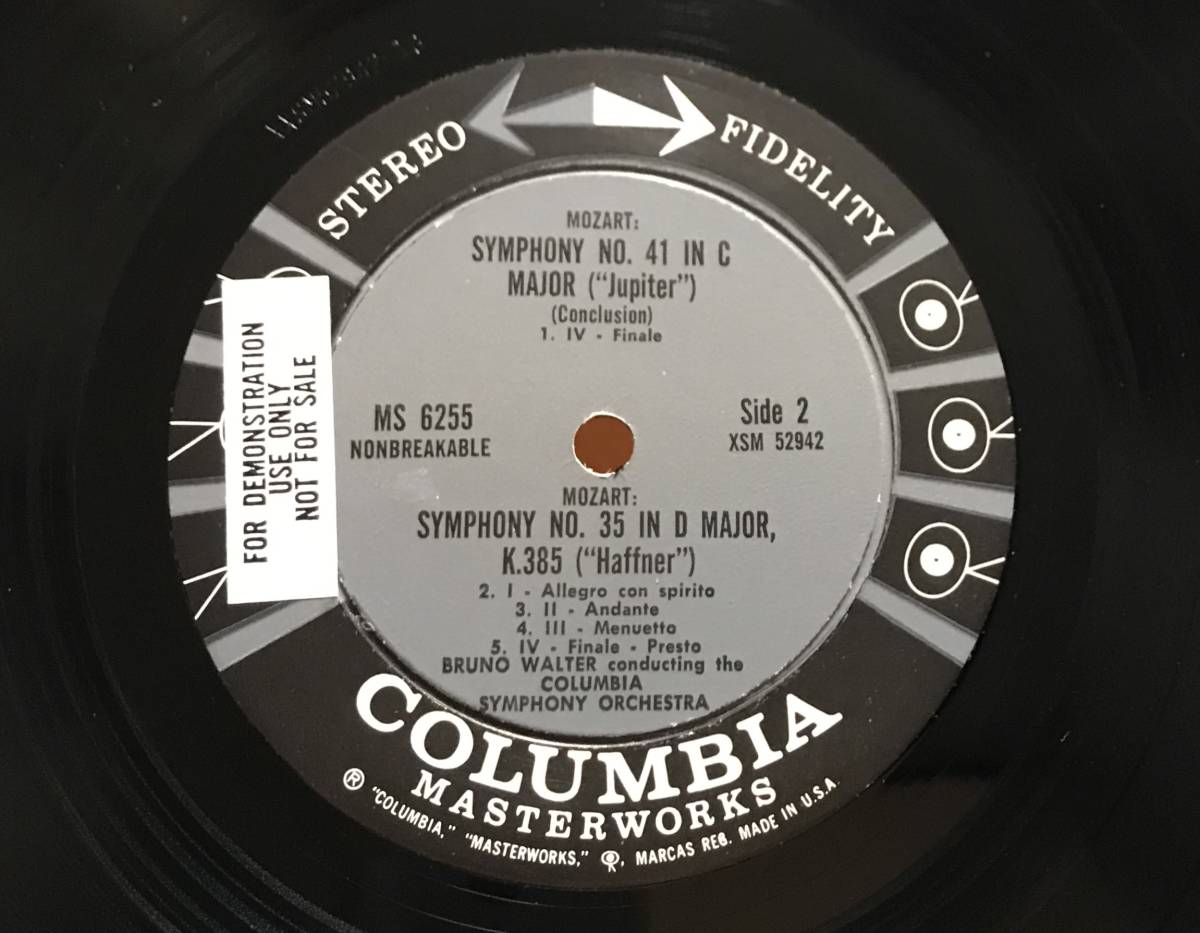 STEREO FIDELITY
MOZART:
SYMPHONY NO. 41 IN C
MAJOR ("Jupiter")
(Conclusion)
1. IV - Finale
MS 6255
NONBREAKABLE
Side 2
XSM 52942
MOZART:
SYMPHONY NO. 35 IN D MAJOR,
K.385 ("Haffner")
2. I - Allegro con spirito
3. II - Andante
4. III - Menuetto
5. IV - Finale - Presto
BRUNO WALTER conducting the
COLUMBIA
SYMPHONY ORCHESTRA
FOR DEMONSTRATION
USE ONLY
NOT FOR SALE
COLUMBIA
MASTERWORKS
® "COLUMBIA," "MASTERWORKS," , MARCAS REG. MADE IN U.S.A.